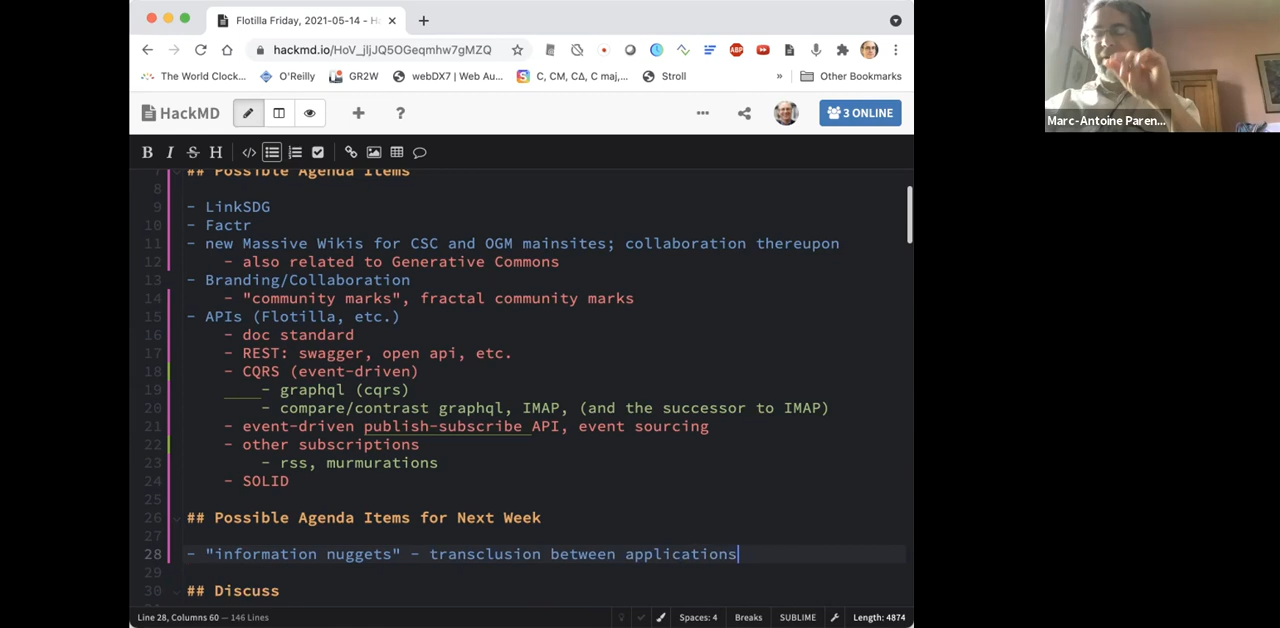 Flotilla Friday, 2021-05-14 - Ha
hackmd.io/HoV_jljJQ5OGeqmhw7gMZQ
ABP
The World Clock...
O'Reilly
GR2W
webDX7 | Web Au...
C, CM, CΔ, C maj,...
Stroll
»
Other Bookmarks
HackMD
3 ONLINE
B I S H
7 ## Possible Agenda Items
8
9 - LinkSDG
10 - Factr
11 - new Massive Wikis for CSC and OGM mainsites; collaboration thereupon
12 - also related to Generative Commons
13 - Branding/Collaboration
14 - "community marks", fractal community marks
15 - APIs (Flotilla, etc.)
16 - doc standard
17 - REST: swagger, open api, etc.
18 - CQRS (event-driven)
19 ____- graphql (cqrs)
20 - compare/contrast graphql, IMAP, (and the successor to IMAP)
21 - event-driven publish-subscribe API, event sourcing
22 - other subscriptions
23 - rss, murmurations
24 - SOLID
25
26 ## Possible Agenda Items for Next Week
27
28 - "information nuggets" - transclusion between applications
29
30 ## Discuss
Line 28, Columns 60 — 146 Lines
Spaces: 4
Breaks
SUBLIME
Length: 4874
Marc-Antoine Paren...